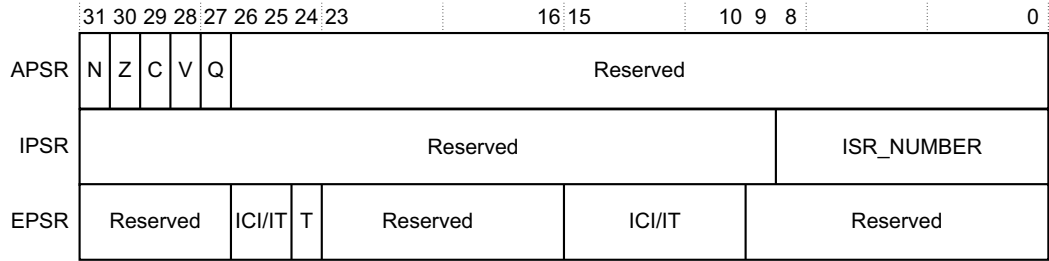 31 30 29 28 27 26 25 24 23 16 15 10 9 8 0
APSR N Z C V Q Reserved
IPSR Reserved ISR_NUMBER
EPSR Reserved ICI/IT T Reserved ICI/IT Reserved